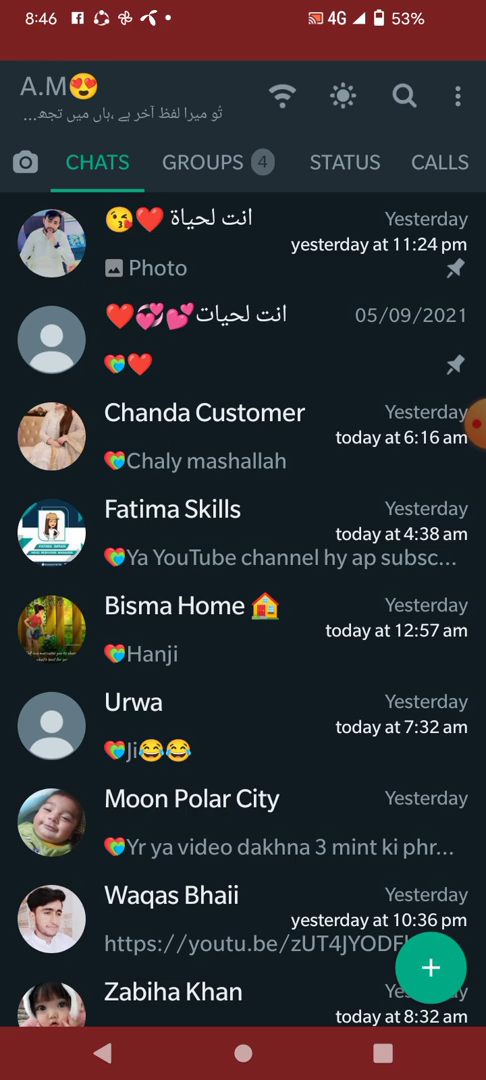 8:46 4G 53%
A.M😍
تُو میرا لفظ آخر ہے ،ہاں میں تجھ...
CHATS GROUPS 4 STATUS CALLS
انت لحياة ❤️😘 Yesterday
yesterday at 11:24 pm
Photo
انت لحيات💕💞❤️ 05/09/2021
❤️
Chanda Customer Yesterday
today at 6:16 am
Chaly mashallah
Fatima Skills Yesterday
today at 4:38 am
Ya YouTube channel hy ap subsc...
Bisma Home 🏠 Yesterday
today at 12:57 am
Hanji
Urwa Yesterday
today at 7:32 am
Ji😂😂
Moon Polar City Yesterday
Yr ya video dakhna 3 mint ki phr...
Waqas Bhaii Yesterday
yesterday at 10:36 pm
https://youtu.be/zUT4JYODF
Zabiha Khan
today at 8:32 am